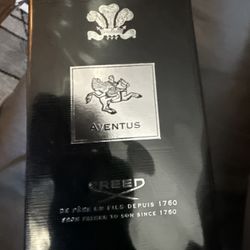 AVENTUS
CREED
DE PÈRE EN FILS DEPUIS 1760
FROM FATHER TO SON SINCE 1760